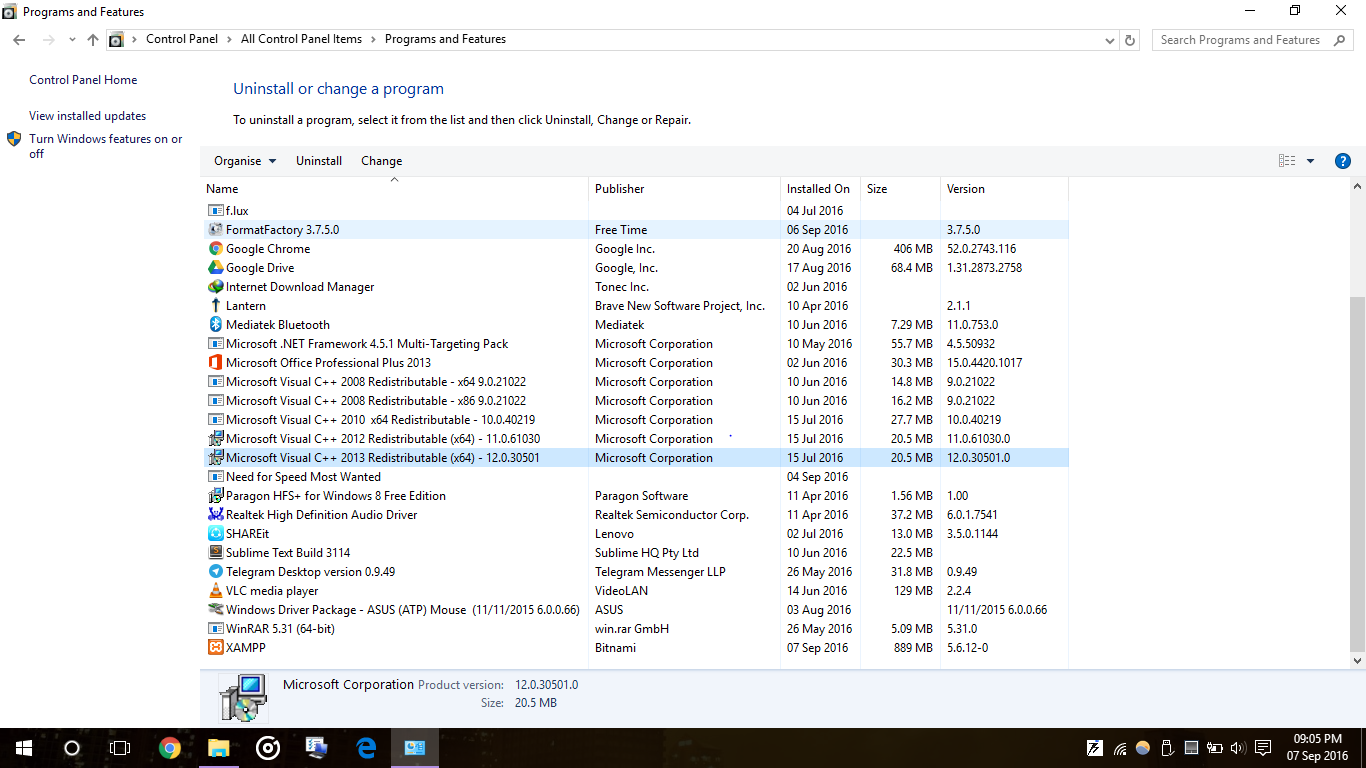 Programs and Features
Control Panel > All Control Panel Items > Programs and Features
Search Programs and Features
Control Panel Home
View installed updates
Turn Windows features on or
off
Uninstall or change a program
To uninstall a program, select it from the list and then click Uninstall, Change or Repair.
Organise Uninstall Change
Name Publisher Installed On Size Version
f.lux 04 Jul 2016
FormatFactory 3.7.5.0 Free Time 06 Sep 2016 3.7.5.0
Google Chrome Google Inc. 20 Aug 2016 406 MB 52.0.2743.116
Google Drive Google, Inc. 17 Aug 2016 68.4 MB 1.31.2873.2758
Internet Download Manager Tonec Inc. 02 Jun 2016
Lantern Brave New Software Project, Inc. 10 Apr 2016 2.1.1
Mediatek Bluetooth Mediatek 10 Jun 2016 7.29 MB 11.0.753.0
Microsoft .NET Framework 4.5.1 Multi-Targeting Pack Microsoft Corporation 10 May 2016 55.7 MB 4.5.50932
Microsoft Office Professional Plus 2013 Microsoft Corporation 02 Jun 2016 30.3 MB 15.0.4420.1017
Microsoft Visual C++ 2008 Redistributable - x64 9.0.21022 Microsoft Corporation 10 Jun 2016 14.8 MB 9.0.21022
Microsoft Visual C++ 2008 Redistributable - x86 9.0.21022 Microsoft Corporation 10 Jun 2016 16.2 MB 9.0.21022
Microsoft Visual C++ 2010 x64 Redistributable - 10.0.40219 Microsoft Corporation 15 Jul 2016 27.7 MB 10.0.40219
Microsoft Visual C++ 2012 Redistributable (x64) - 11.0.61030 Microsoft Corporation 15 Jul 2016 20.5 MB 11.0.61030.0
Microsoft Visual C++ 2013 Redistributable (x64) - 12.0.30501 Microsoft Corporation 15 Jul 2016 20.5 MB 12.0.30501.0
Need for Speed Most Wanted 04 Sep 2016
Paragon HFS+ for Windows 8 Free Edition Paragon Software 11 Apr 2016 1.56 MB 1.00
Realtek High Definition Audio Driver Realtek Semiconductor Corp. 11 Apr 2016 37.2 MB 6.0.1.7541
SHAREit Lenovo 02 Jul 2016 13.0 MB 3.5.0.1144
Sublime Text Build 3114 Sublime HQ Pty Ltd 10 Jun 2016 22.5 MB
Telegram Desktop version 0.9.49 Telegram Messenger LLP 26 May 2016 31.8 MB 0.9.49
VLC media player VideoLAN 14 Jun 2016 129 MB 2.2.4
Windows Driver Package - ASUS (ATP) Mouse (11/11/2015 6.0.0.66) ASUS 03 Aug 2016 11/11/2015 6.0.0.66
WinRAR 5.31 (64-bit) win.rar GmbH 26 May 2016 5.09 MB 5.31.0
XAMPP Bitnami 07 Sep 2016 889 MB 5.6.12-0
Microsoft Corporation Product version: 12.0.30501.0
Size: 20.5 MB
09:05 PM
07 Sep 2016